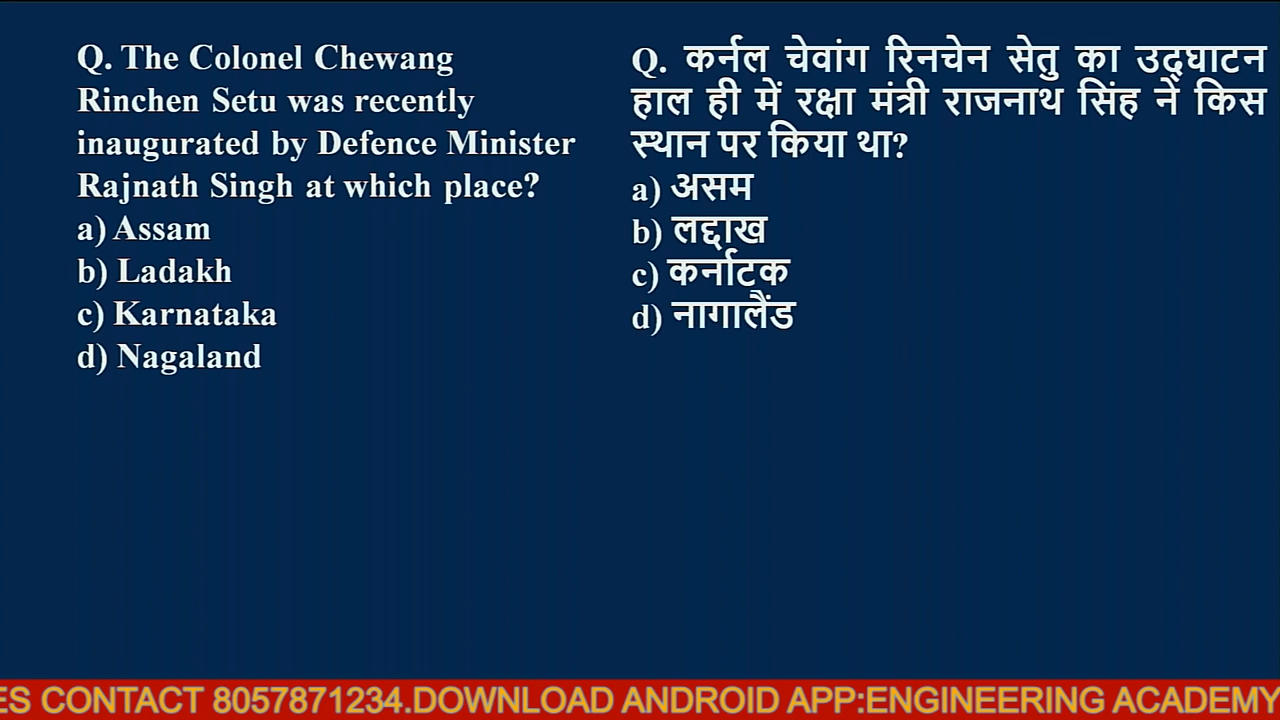 Q. The Colonel Chewang
Rinchen Setu was recently
inaugurated by Defence Minister
Rajnath Singh at which place?
a) Assam
b) Ladakh
c) Karnataka
d) Nagaland
Q. कर्नल चेवांग रिनचेन सेतु का उद्घाटन
हाल ही में रक्षा मंत्री राजनाथ सिंह ने किस
स्थान पर किया था?
a) असम
b) लद्दाख
c) कर्नाटक
d) नागालैंड
ES CONTACT 8057871234.DOWNLOAD ANDROID APP:ENGINEERING ACADEMY